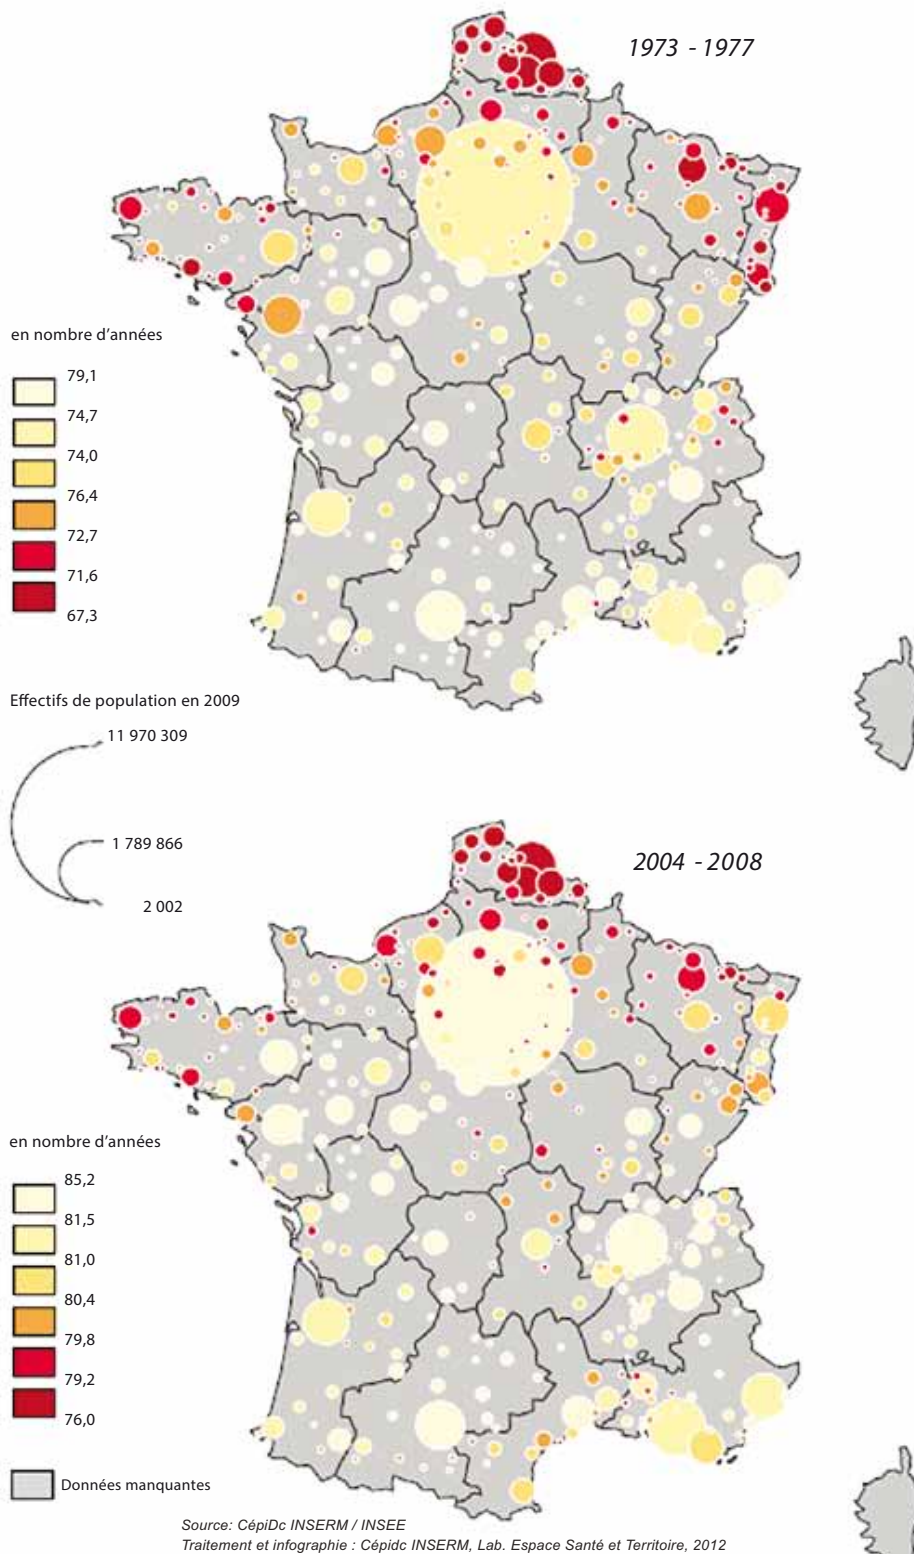 1973 - 1977
en nombre d'années
79,1
74,7
74,0
76,4
72,7
71,6
67,3
Effectifs de population en 2009
11 970 309
1 789 866
2 002
2004 - 2008
en nombre d'années
85,2
81,5
81,0
80,4
79,8
79,2
76,0
Données manquantes
Source: CépiDc INSERM / INSEE
Traitement et infographie : Cépidc INSERM, Lab. Espace Santé et Territoire, 2012